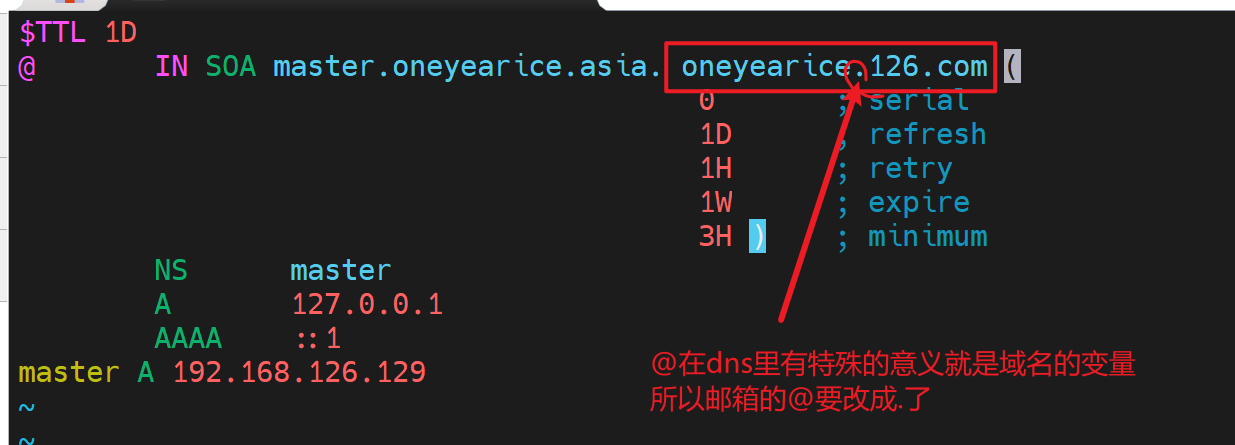 $TTL 1D
@ IN SOA master.oneyearice.asia. oneyearice.126.com (
0 ; serial
1D ; refresh
1H ; retry
1W ; expire
3H ) ; minimum
NS master
A 127.0.0.1
AAAA ::1
master A 192.168.126.129
~
~
@在dns里有特殊的意义就是域名的变量
所以邮箱的@要改成.了